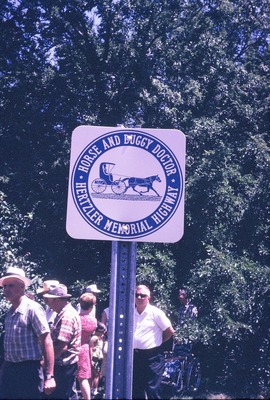 HORSE AND BUGGY DOCTOR
HERTZLER MEMORIAL HIGHWAY